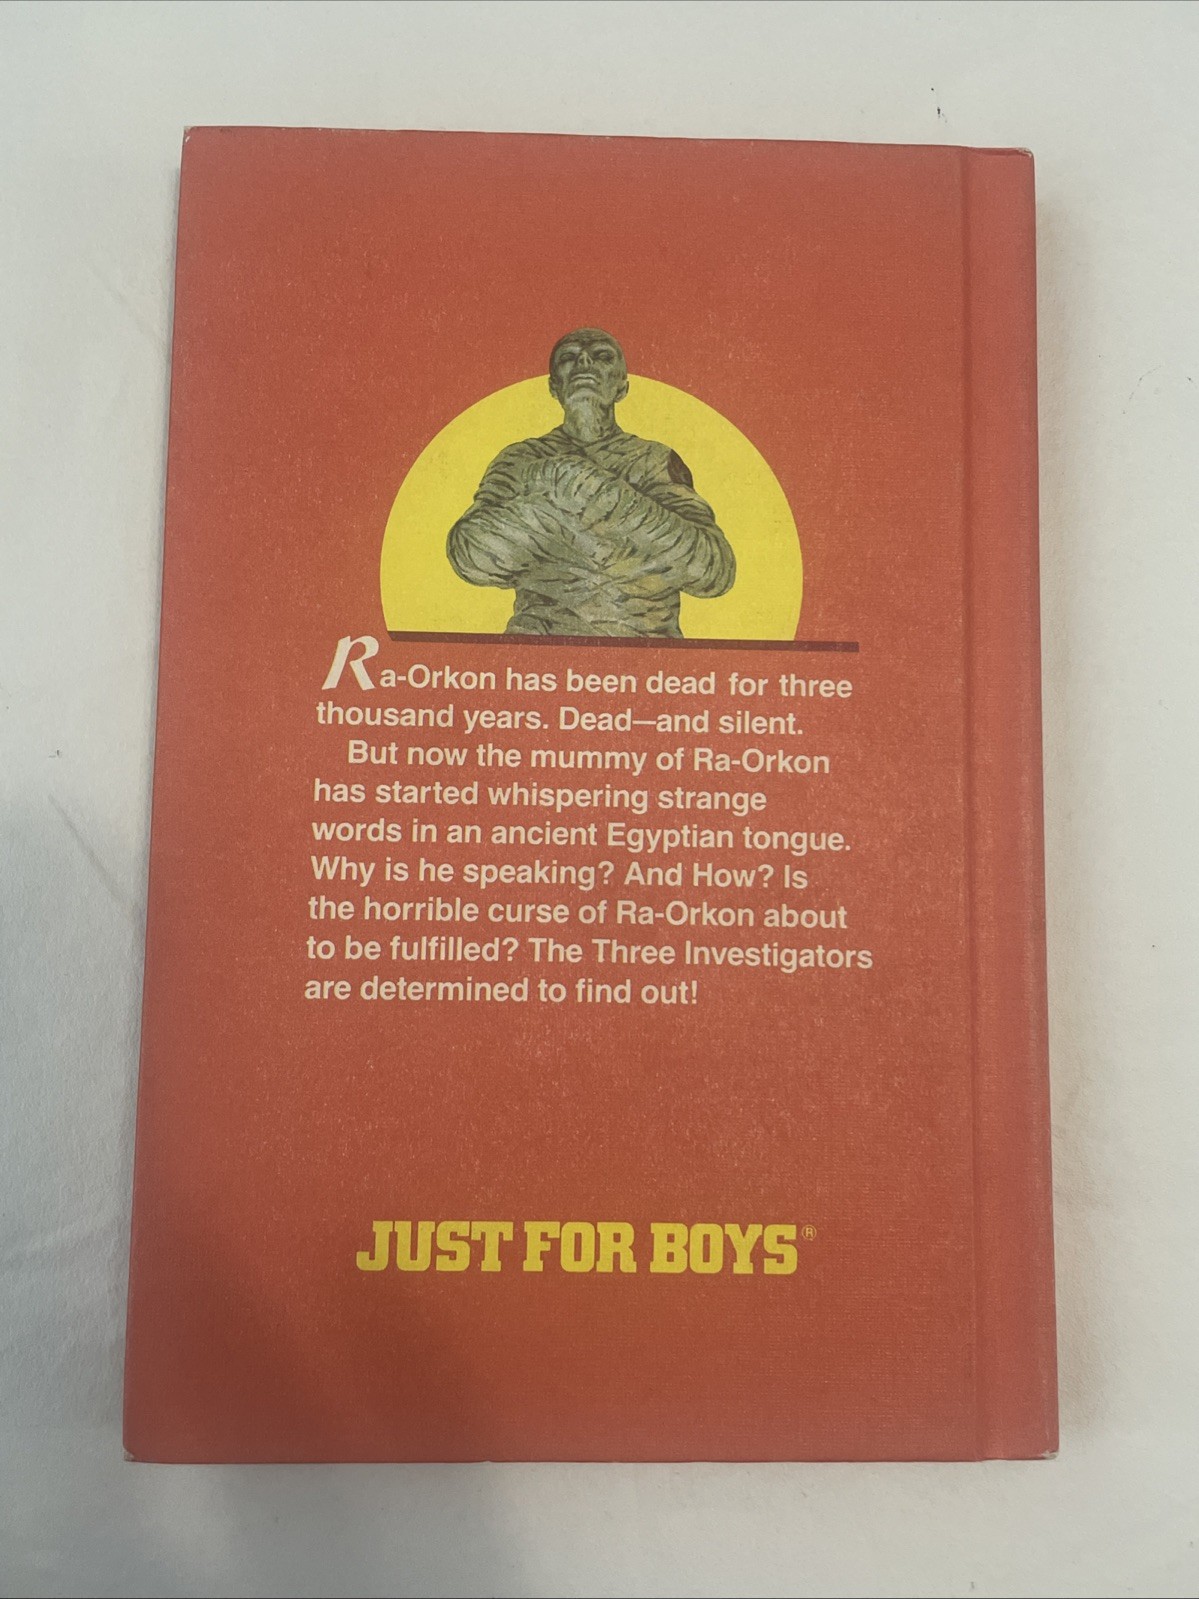 Ra-Orkon has been dead for three
thousand years. Dead—and silent.
But now the mummy of Ra-Orkon
has started whispering strange
words in an ancient Egyptian tongue.
Why is he speaking? And How? Is
the horrible curse of Ra-Orkon about
to be fulfilled? The Three Investigators
are determined to find out!
JUST FOR BOYS®